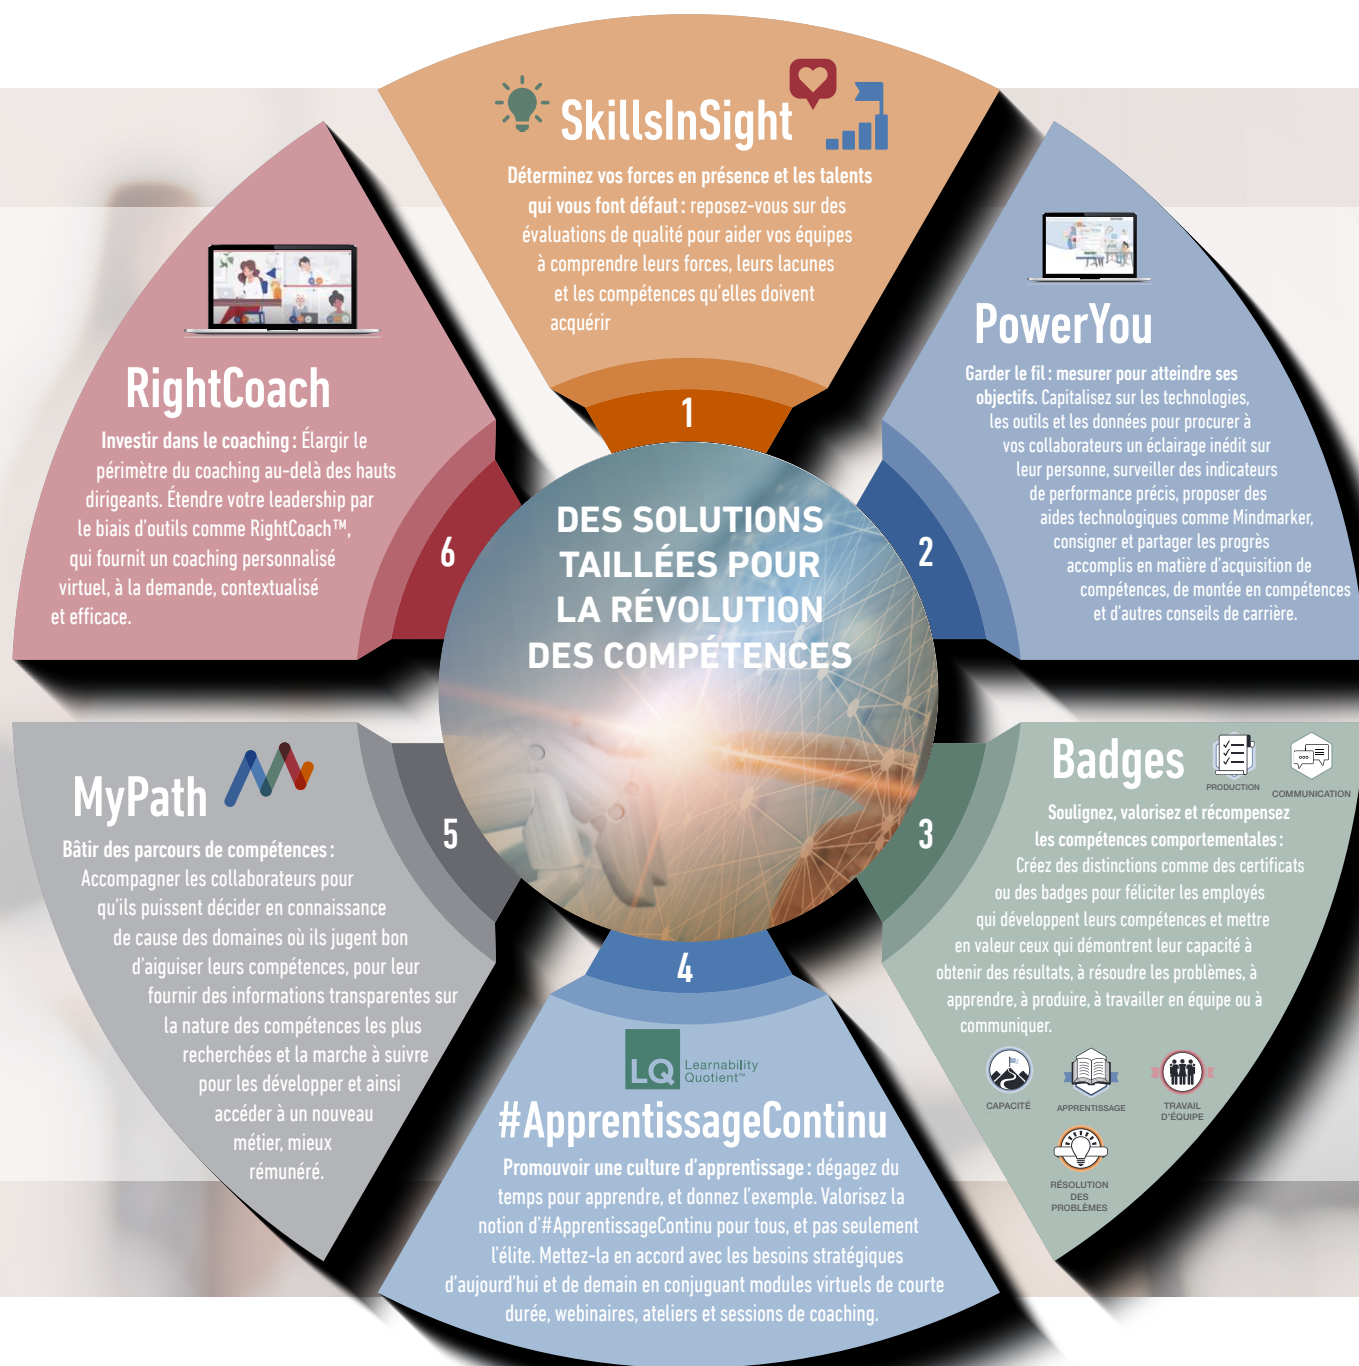 SkillsInSight
Déterminez vos forces en présence et les talents
qui vous font défaut : reposez-vous sur des
évaluations de qualité pour aider vos équipes
à comprendre leurs forces, leurs lacunes
et les compétences qu'elles doivent
acquérir
1
PowerYou
Garder le fil : mesurer pour atteindre ses
objectifs. Capitalisez sur les technologies,
les outils et les données pour procurer à
vos collaborateurs un éclairage inédit sur
leur personne, surveiller des indicateurs
de performance précis, proposer des
aides technologiques comme Mindmarker,
consigner et partager les progrès
accomplis en matière d'acquisition de
compétences, de montée en compétences
et d'autres conseils de carrière.
2
Badges
PRODUCTION
COMMUNICATION
Soulignez, valorisez et récompensez
les compétences comportementales :
Créez des distinctions comme des certificats
ou des badges pour féliciter les employés
qui développent leurs compétences et mettre
en valeur ceux qui démontrent leur capacité à
obtenir des résultats, à résoudre les problèmes, à
apprendre, à produire, à travailler en équipe ou à
communiquer.
CAPACITÉ
APPRENTISSAGE
TRAVAIL
D'ÉQUIPE
RÉSOLUTION
DES
PROBLÈMES
3
4
LQ Learnability
Quotient™
#ApprentissageContinu
Promouvoir une culture d'apprentissage : dégagez du
temps pour apprendre, et donnez l'exemple. Valorisez la
notion d'#ApprentissageContinu pour tous, et pas seulement
l'élite. Mettez-la en accord avec les besoins stratégiques
d'aujourd'hui et de demain en conjuguant modules virtuels de courte
durée, webinaires, ateliers et sessions de coaching.
5
MyPath
Bâtir des parcours de compétences :
Accompagner les collaborateurs pour
qu'ils puissent décider en connaissance
de cause des domaines où ils jugent bon
d'aiguiser leurs compétences, pour leur
fournir des informations transparentes sur
la nature des compétences les plus
recherchées et la marche à suivre
pour les développer et ainsi
accéder à un nouveau
métier, mieux
rémunéré.
6
RightCoach
Investir dans le coaching : Élargir le
périmètre du coaching au-delà des hauts
dirigeants. Étendre votre leadership par
le biais d'outils comme RightCoach™,
qui fournit un coaching personnalisé
virtuel, à la demande, contextualisé
et efficace.
DES SOLUTIONS
TAILLÉES POUR
LA RÉVOLUTION
DES COMPÉTENCES